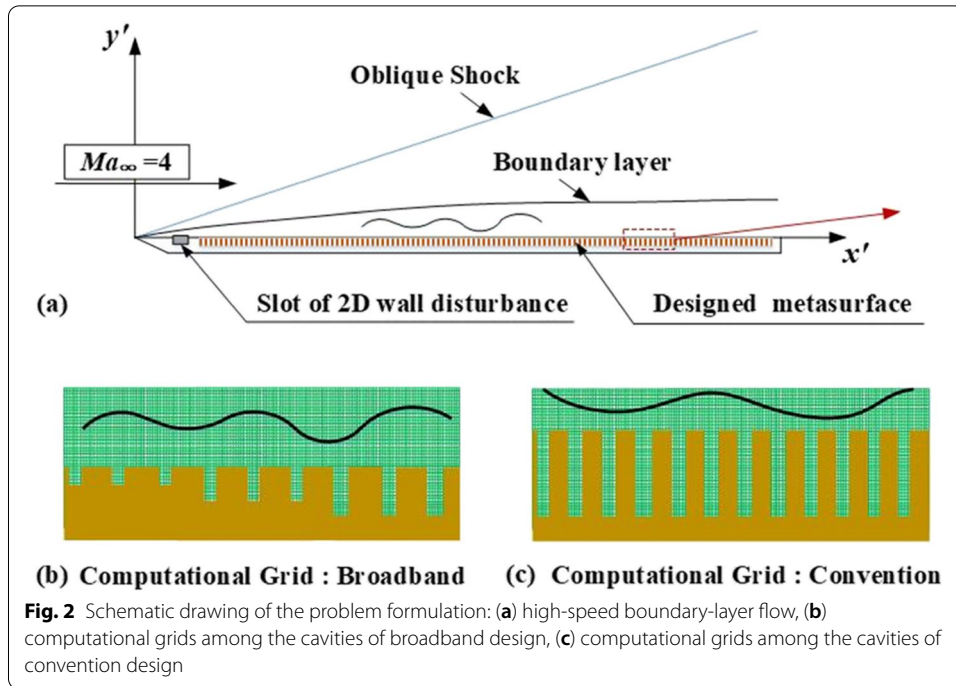 y′
Oblique Shock
Ma∞ =4
Boundary layer
x′
(a)
Slot of 2D wall disturbance
Designed metasurface
(b) Computational Grid : Broadband
(c) Computational Grid : Convention
Fig. 2 Schematic drawing of the problem formulation: (a) high-speed boundary-layer flow, (b)
computational grids among the cavities of broadband design, (c) computational grids among the cavities of
convention design